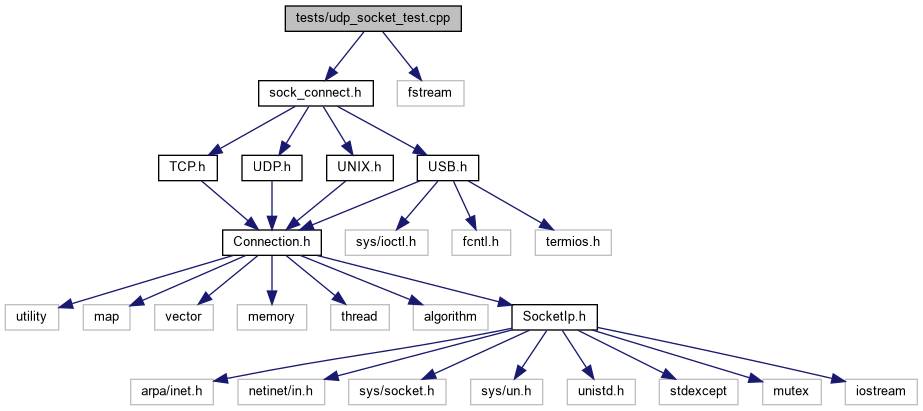 tests/udp_socket_test.cpp
sock_connect.h
fstream
TCP.h
UDP.h
UNIX.h
USB.h
Connection.h
sys/ioctl.h
fcntl.h
termios.h
utility
map
vector
memory
thread
algorithm
SocketIp.h
arpa/inet.h
netinet/in.h
sys/socket.h
sys/un.h
unistd.h
stdexcept
mutex
iostream